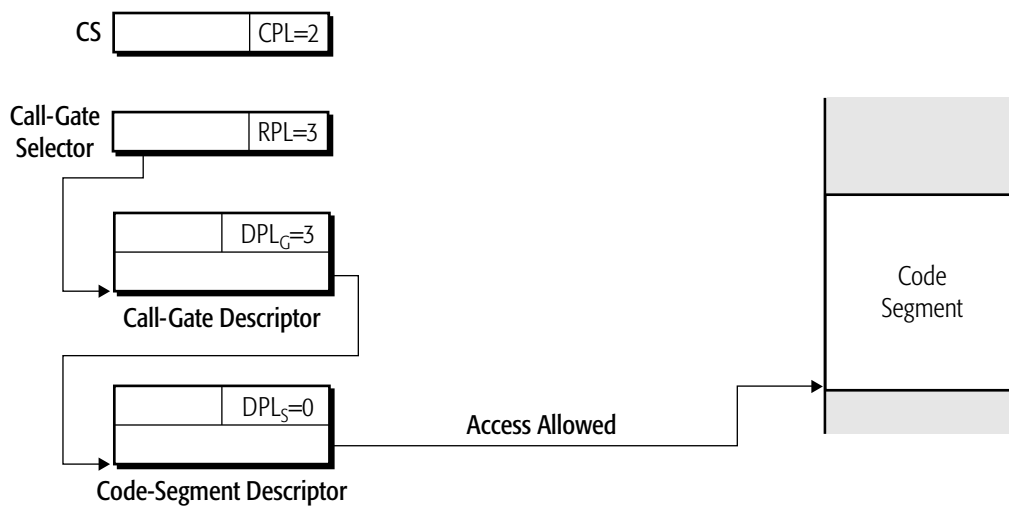 CS
CPL=2
Call-Gate
Selector
RPL=3
DPLG=3
Call-Gate Descriptor
DPLS=0
Code-Segment Descriptor
Access Allowed
Code
Segment